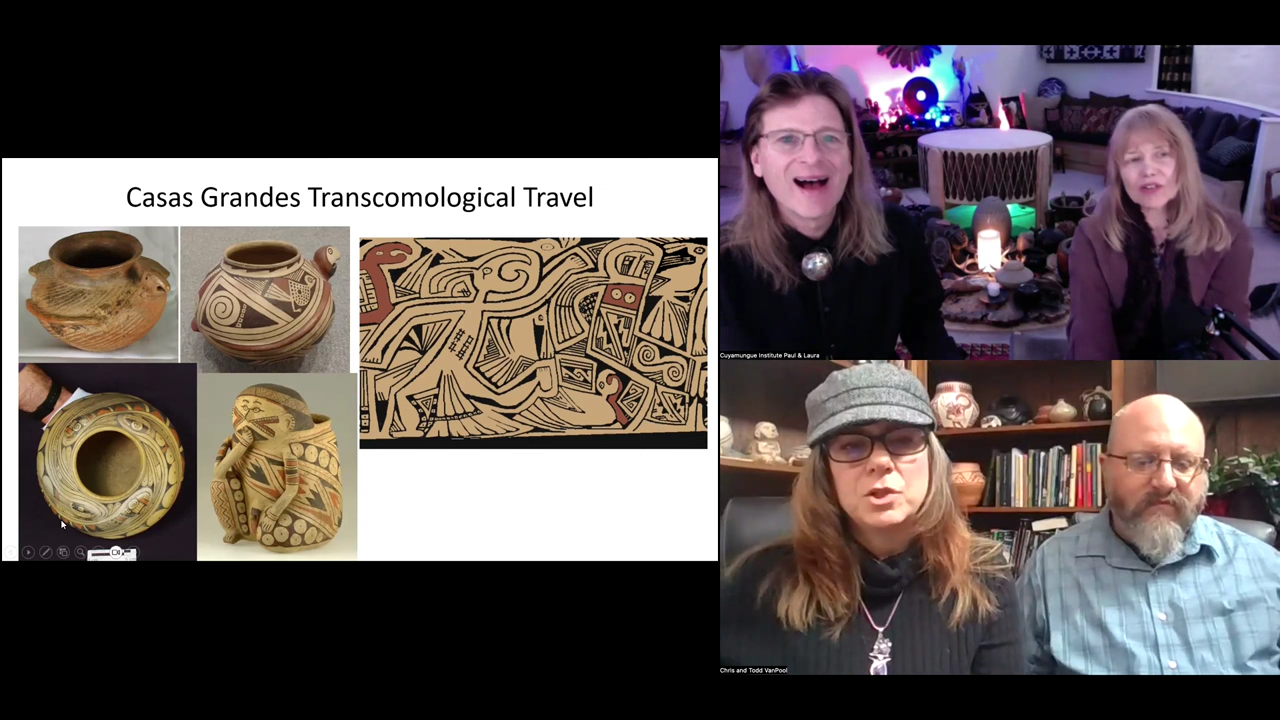 Casas Grandes Transcomological Travel
Cuyamungue Institute Paul & Laura
Chris and Todd VanPool